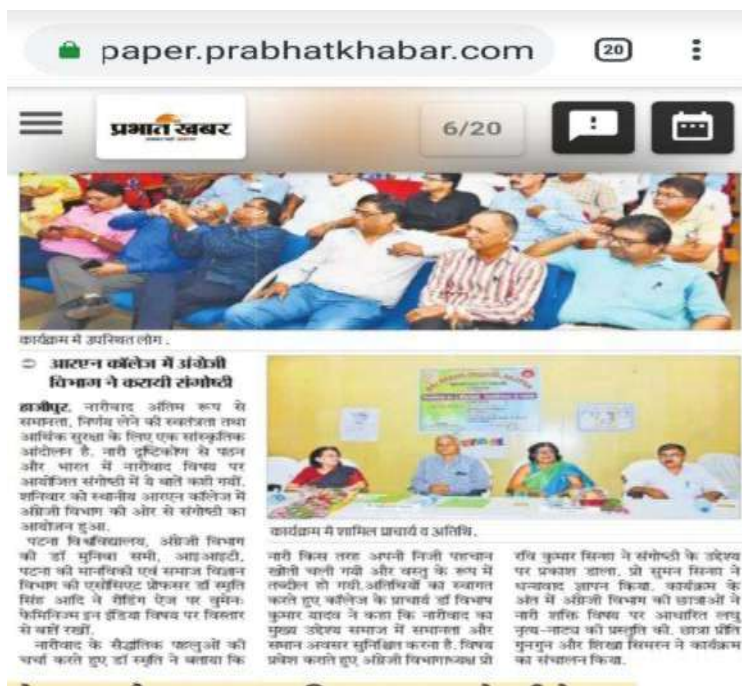 paper.prabhatkhabar.com
20
प्रभात खबर
6/20
कार्यक्रम में उपस्थित लोग .
आरएन कॉलेज में अंग्रेजी
विभाग ने करायी संगोष्ठी
हाजीपुर. नारीवाद अंतिम रूप से
समानता, निर्णय लेने की स्वतंत्रता तथा
आर्थिक सुरक्षा के लिए एक सांस्कृतिक
आंदोलन है. नारी दृष्टिकोण से पठन
और भारत में नारीवाद विषय पर
आयोजित संगोष्ठी में ये बातें कही गयीं.
शनिवार को स्थानीय आरएन कॉलेज में
अंग्रेजी विभाग की ओर से संगोष्ठी का
आयोजन हुआ.
पटना विश्वविद्यालय, अंग्रेजी विभाग
की डॉ मुनिबा समी, आइआइटी,
पटना की मानविकी एवं समाज विज्ञान
विभाग की एसोसिएट प्रोफेसर डॉ स्मृति
सिंह आदि ने रीडिंग ऐज पर वुमेनः
फेमिनिज्म इन इंडिया विषय पर विस्तार
से बातें रखीं.
नारीवाद के सैद्धांतिक पहलुओं की
चर्चा करते हुए डॉ स्मृति ने बताया कि
कार्यक्रम में शामिल प्राचार्य व अतिथि.
नारी किस तरह अपनी निजी पहचान
खोती चली गयी और वस्तु के रूप में
तब्दील हो गयी.अतिथियों का स्वागत
करते हुए कॉलेज के प्राचार्य डॉ विभाष
कुमार यादव ने कहा कि नारीवाद का
मुख्य उद्देश्य समाज में समानता और
समान अवसर सुनिश्चित करना है. विषय
प्रवेश कराते हुए अंग्रेजी विभागाध्यक्ष प्रो
रवि कुमार सिन्हा ने संगोष्ठी के उद्देश्य
पर प्रकाश डाला. प्रो सुमन सिन्हा ने
धन्यवाद ज्ञापन किया. कार्यक्रम के
अंत में अंग्रेजी विभाग की छात्राओं ने
नारी शक्ति विषय पर आधारित लघु
नृत्य-नाट्य की प्रस्तुति की. छात्रा प्रीति
गुनगुन और शिखा सिमरन ने कार्यक्रम
का संचालन किया.